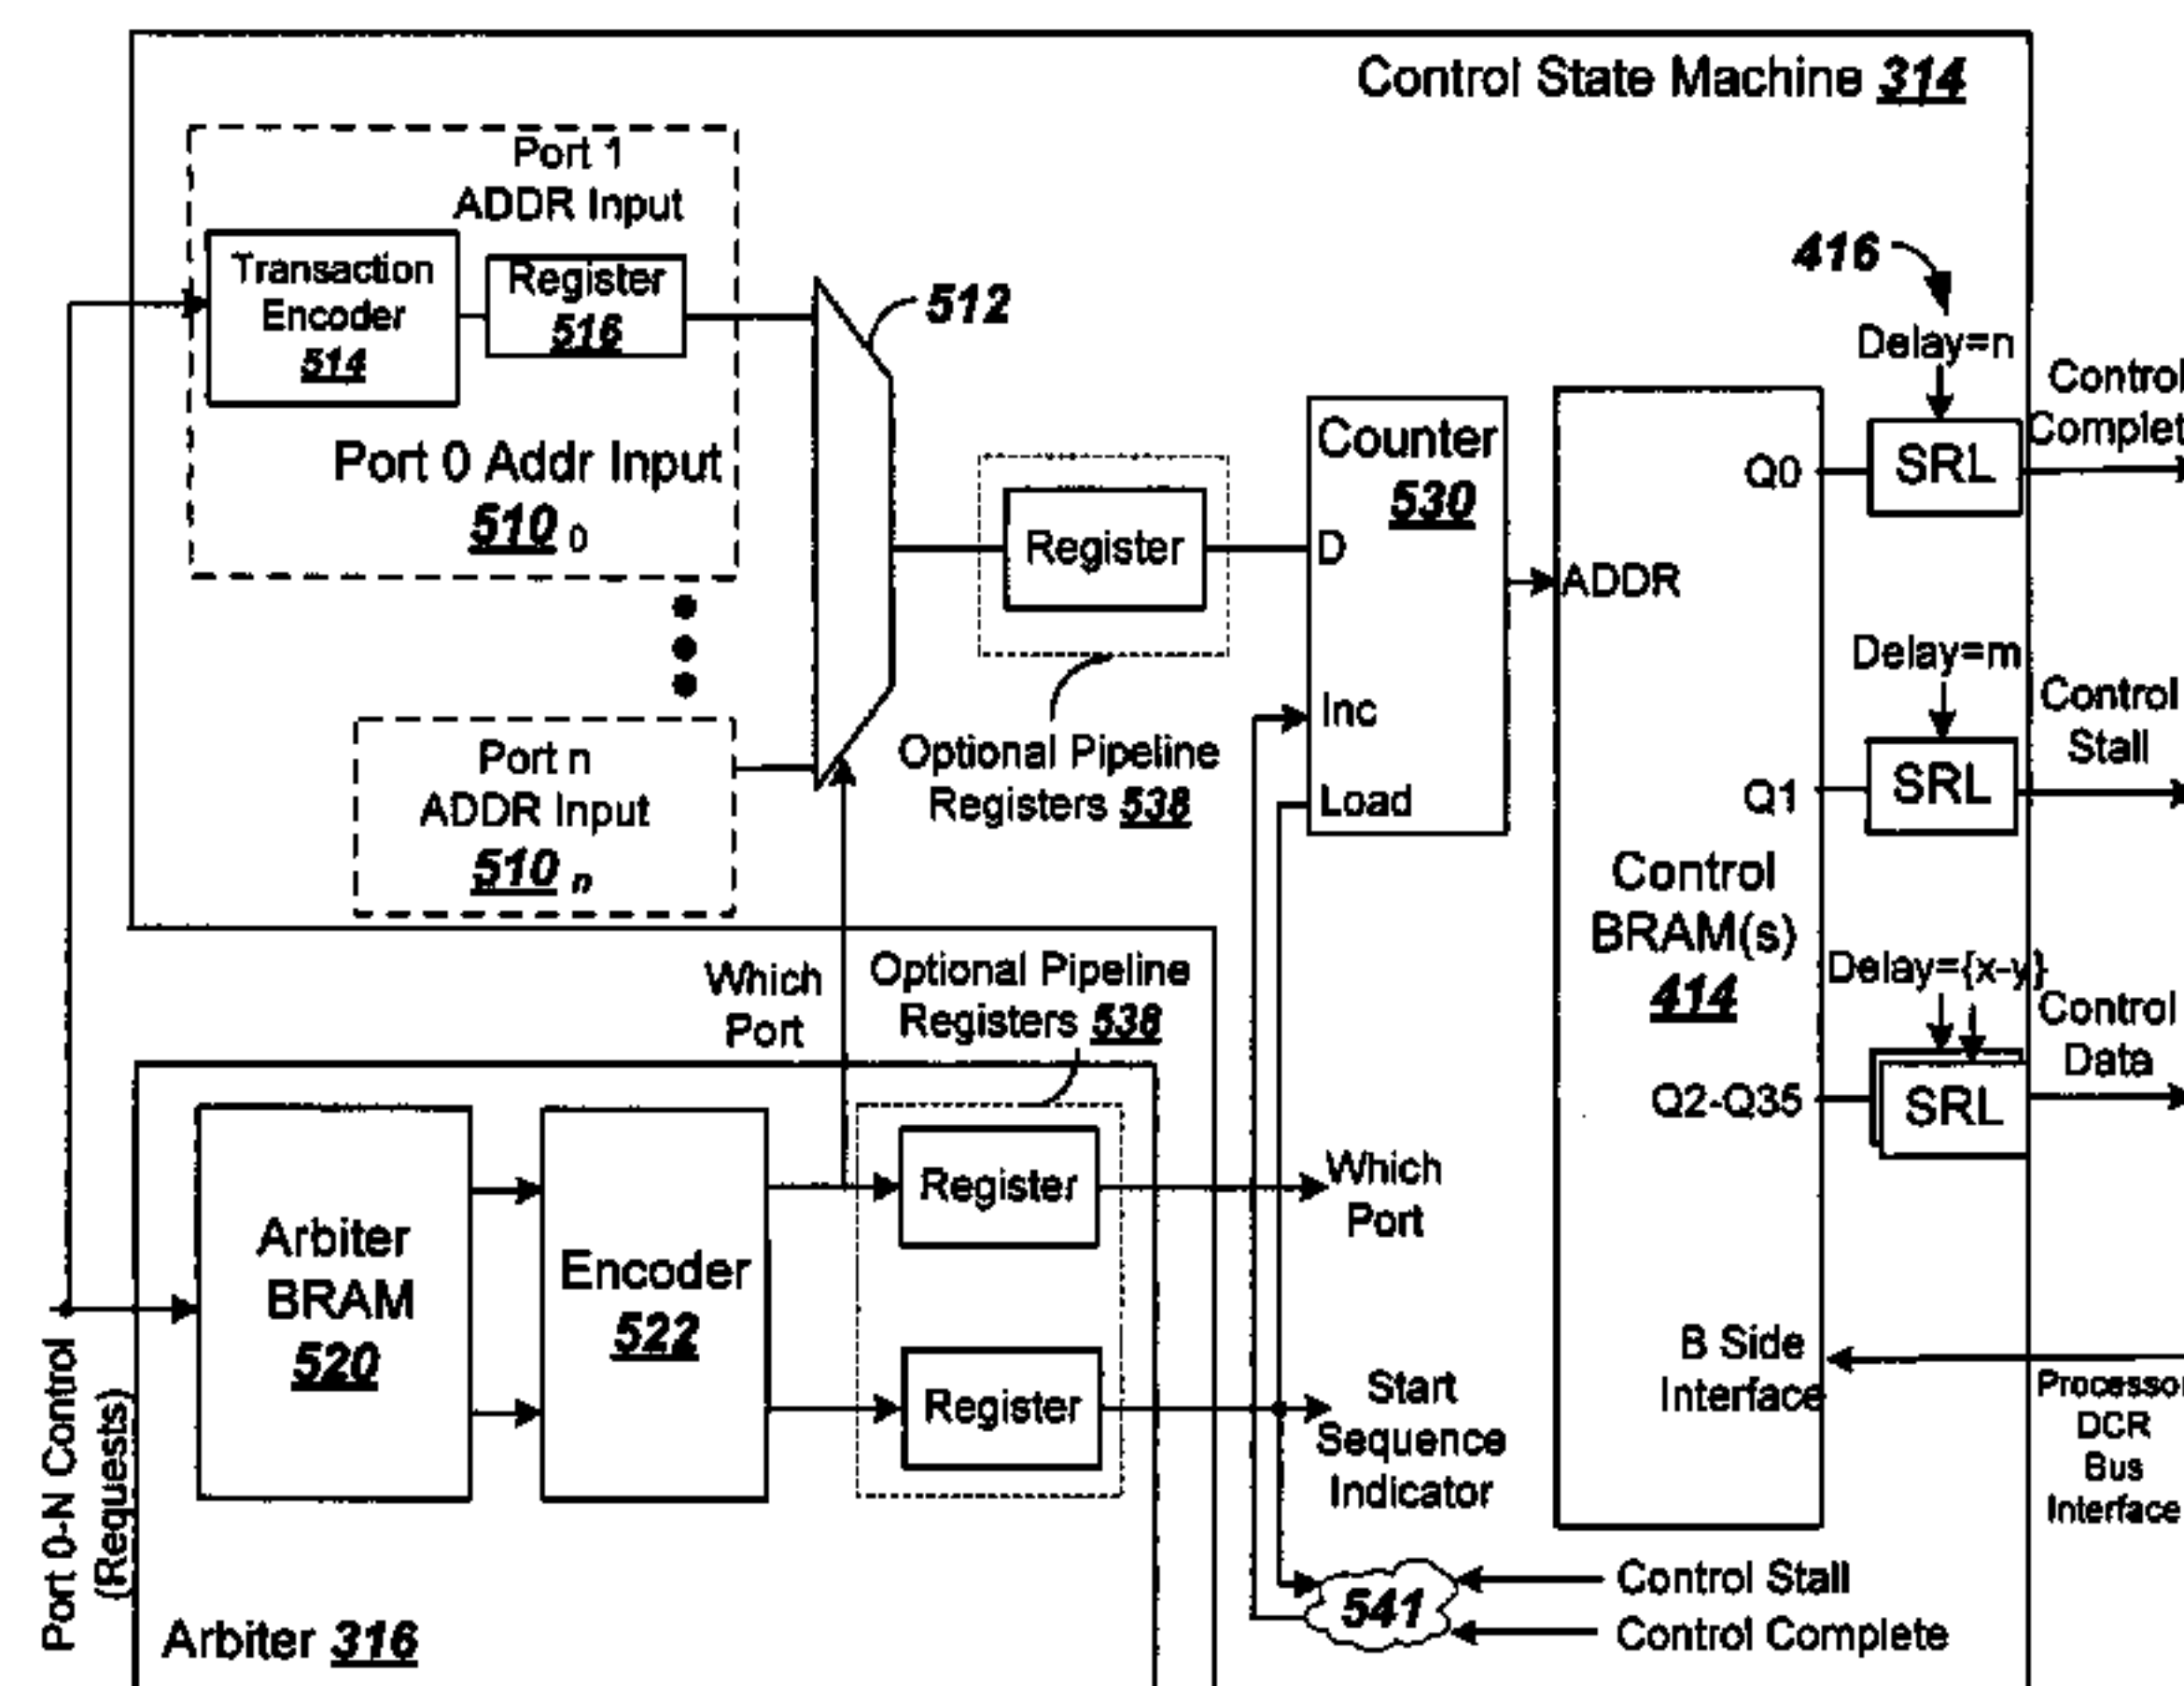 Control State Machine 314
Port 1
ADDR Input
Transaction
Encoder
514
Register
516
Port 0 Addr Input
510 0
512
Port n
ADDR Input
510 n
Register
Optional Pipeline
Registers 538
Counter
530
D
Inc
Load
ADDR
Control
BRAM(s)
414
Q0
Q1
Q2-Q35
B Side
Interface
416
Delay=n
SRL
Control
Complet
Delay=m
SRL
Control
Stall
Delay={x-y}
SRL
Control
Data
Processor
DCR
Bus
Interface
Which
Port
Optional Pipeline
Registers 538
Arbiter
BRAM
520
Encoder
522
Register
Register
Which
Port
Start
Sequence
Indicator
541
Control Stall
Control Complete
Port 0-N Control
(Requests)
Arbiter 316